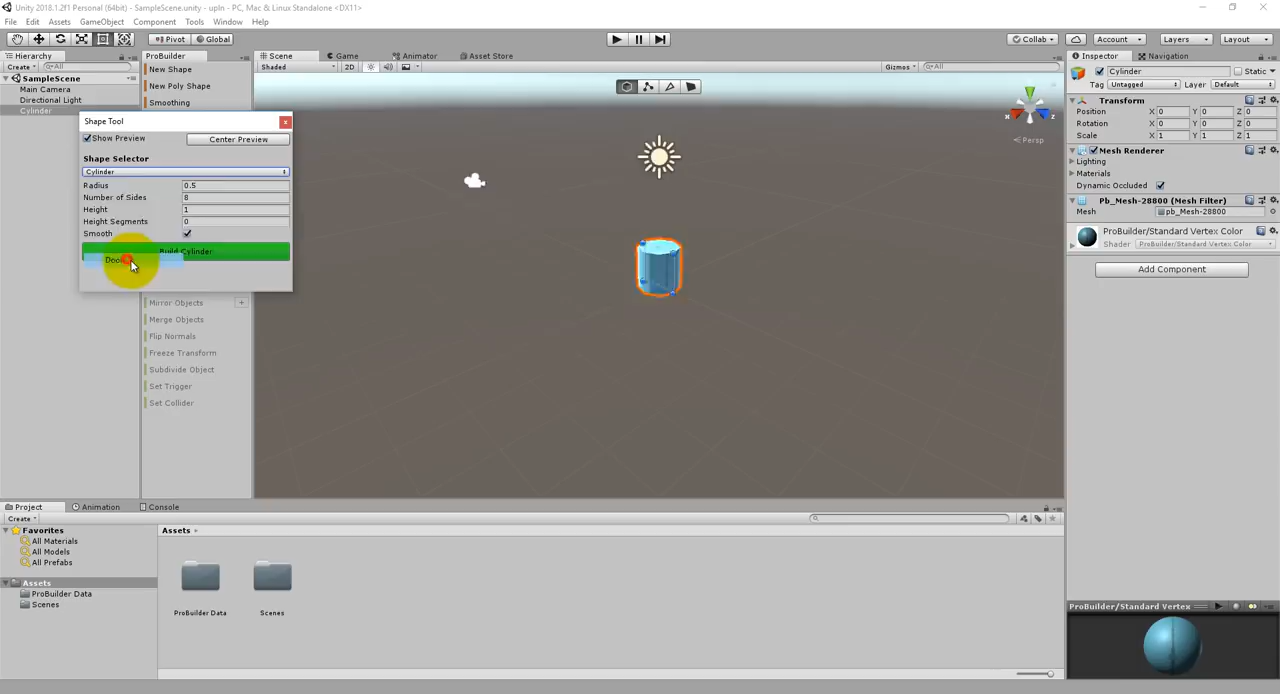 Unity 2018.1.2f1 Personal (64bit) - SampleScene.unity - upIn - PC, Mac & Linux Standalone <DX11>
File Edit Assets GameObject Component Tools Window Help
Pivot Global Collab Account Layers Layout
Hierarchy ProBuilder Scene Game Animator Asset Store Inspector Navigation
Create All
New Shape
Shaded 2D Gizmos All
SampleScene
Main Camera
Directional Light
Cylinder
New Poly Shape
Smoothing
Shape Tool
Show Preview Center Preview
Shape Selector
Cylinder
Radius 0.5
Number of Sides 8
Height 1
Height Segments 0
Smooth
Build Cylinder
Door
Mirror Objects
Merge Objects
Flip Normals
Freeze Transform
Subdivide Object
Set Trigger
Set Collider
x z
Persp
Cylinder Static
Tag Untagged Layer Default
Transform
Position X 0 Y 0 Z 0
Rotation X 0 Y 0 Z 0
Scale X 1 Y 1 Z 1
Mesh Renderer
Lighting
Materials
Dynamic Occluded
Pb_Mesh-28800 (Mesh Filter)
Mesh pb_Mesh-28800
ProBuilder/Standard Vertex Color
Shader ProBuilder/Standard Vertex Color
Add Component
Project Animation Console
Create
Favorites
All Materials
All Models
All Prefabs
Assets
ProBuilder Data
Scenes
Assets
ProBuilder Data Scenes
ProBuilder/Standard Vertex